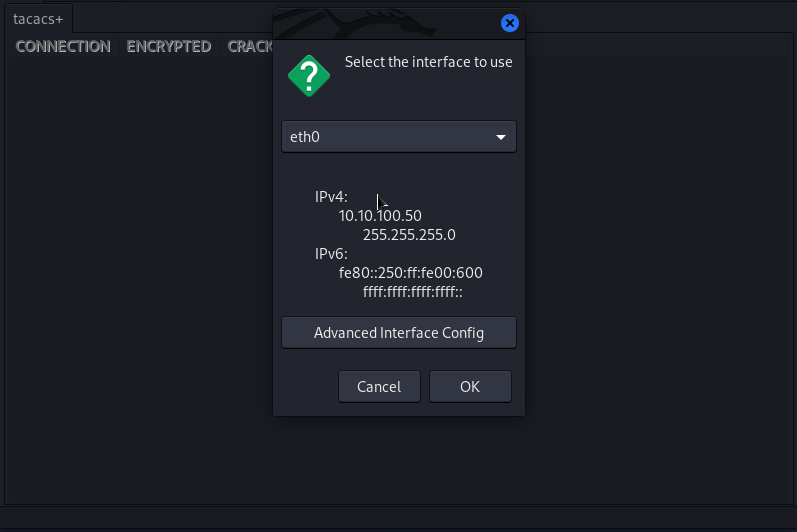 tacacs+
CONNECTION ENCRYPTED CRACK
Select the interface to use
?
eth0
IPv4:
10.10.100.50
255.255.255.0
IPv6:
fe80::250:ff:fe00:600
ffff:ffff:ffff:ffff::
Advanced Interface Config
Cancel OK